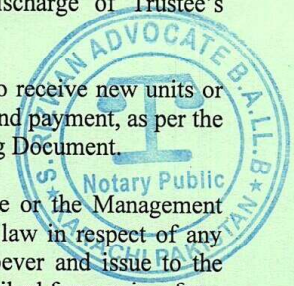 discharge of Trustee's
o receive new units or
nd payment, as per the
g Document.
e or the Management
law in respect of any
ever and issue to the
ADVOCATE B.A.LL.B
Notary Public
KARACHI PAKISTAN